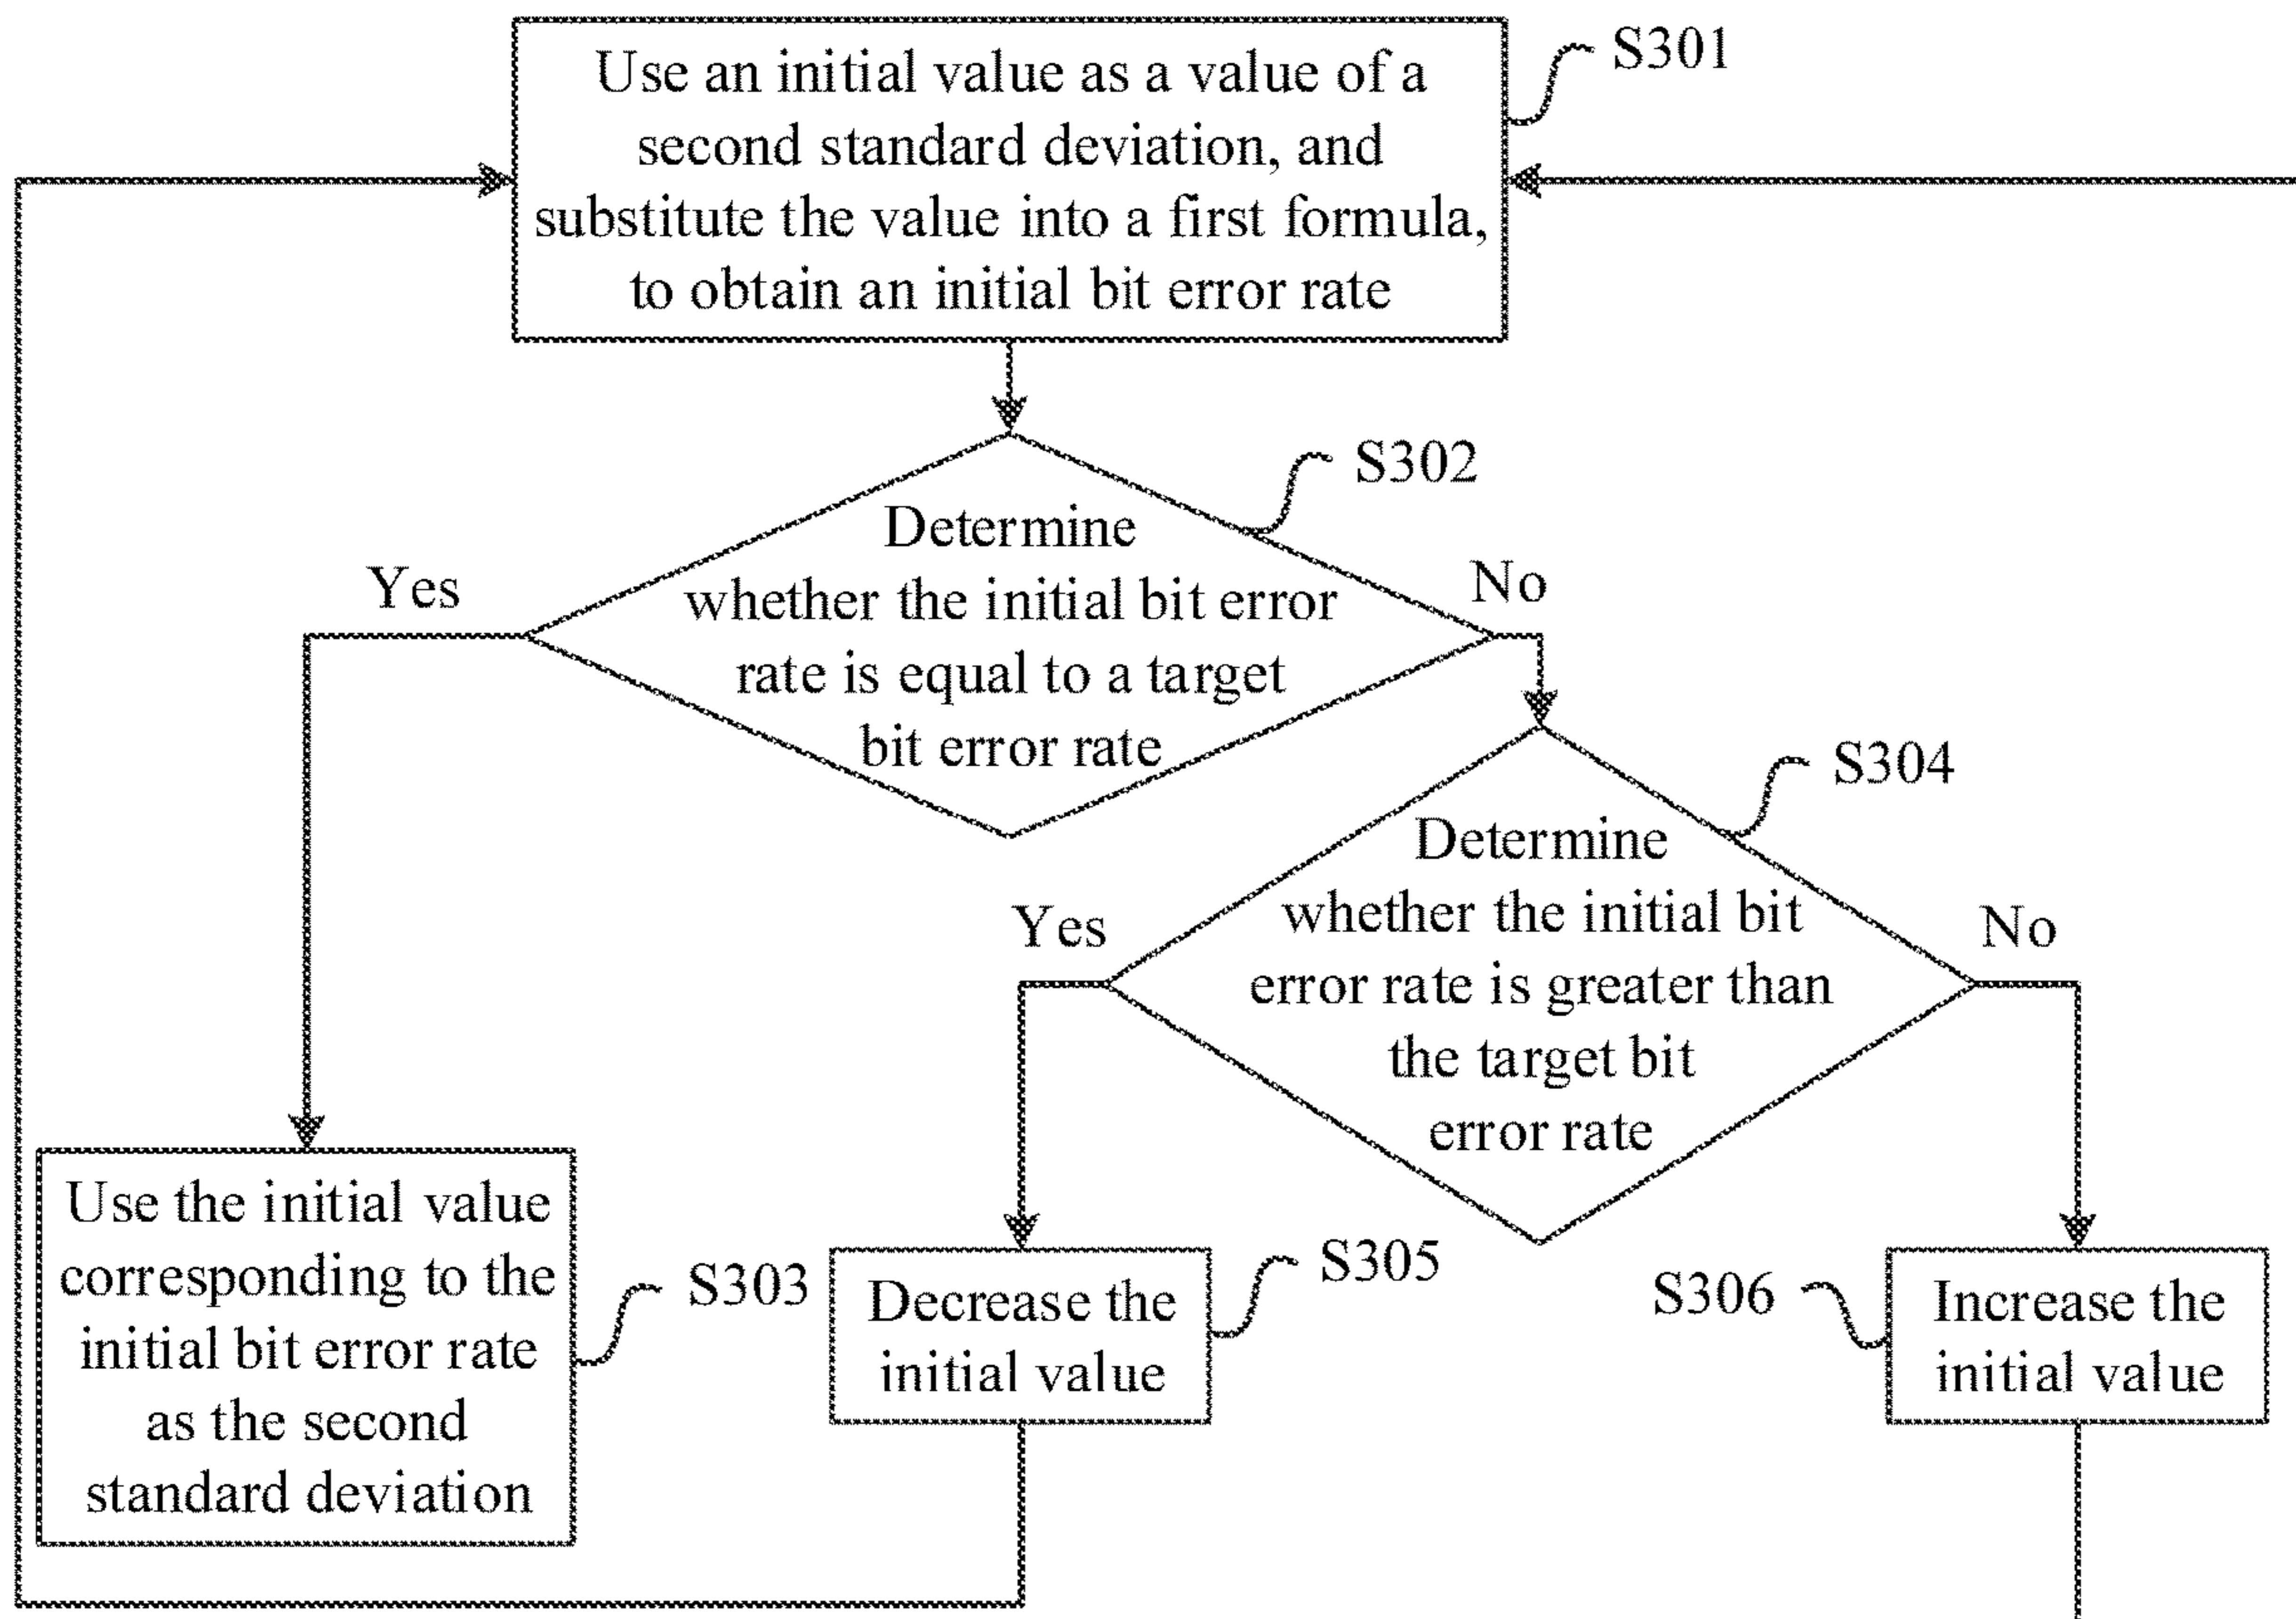 Use an initial value as a value of a
second standard deviation, and
substitute the value into a first formula,
to obtain an initial bit error rate
S301
S302
Determine
whether the initial bit error
rate is equal to a target
bit error rate
Yes
No
S304
Determine
whether the initial bit
error rate is greater than
the target bit
error rate
Yes
No
Use the initial value
corresponding to the
initial bit error rate
as the second
standard deviation
S303
Decrease the
initial value
S305
S306
Increase the
initial value